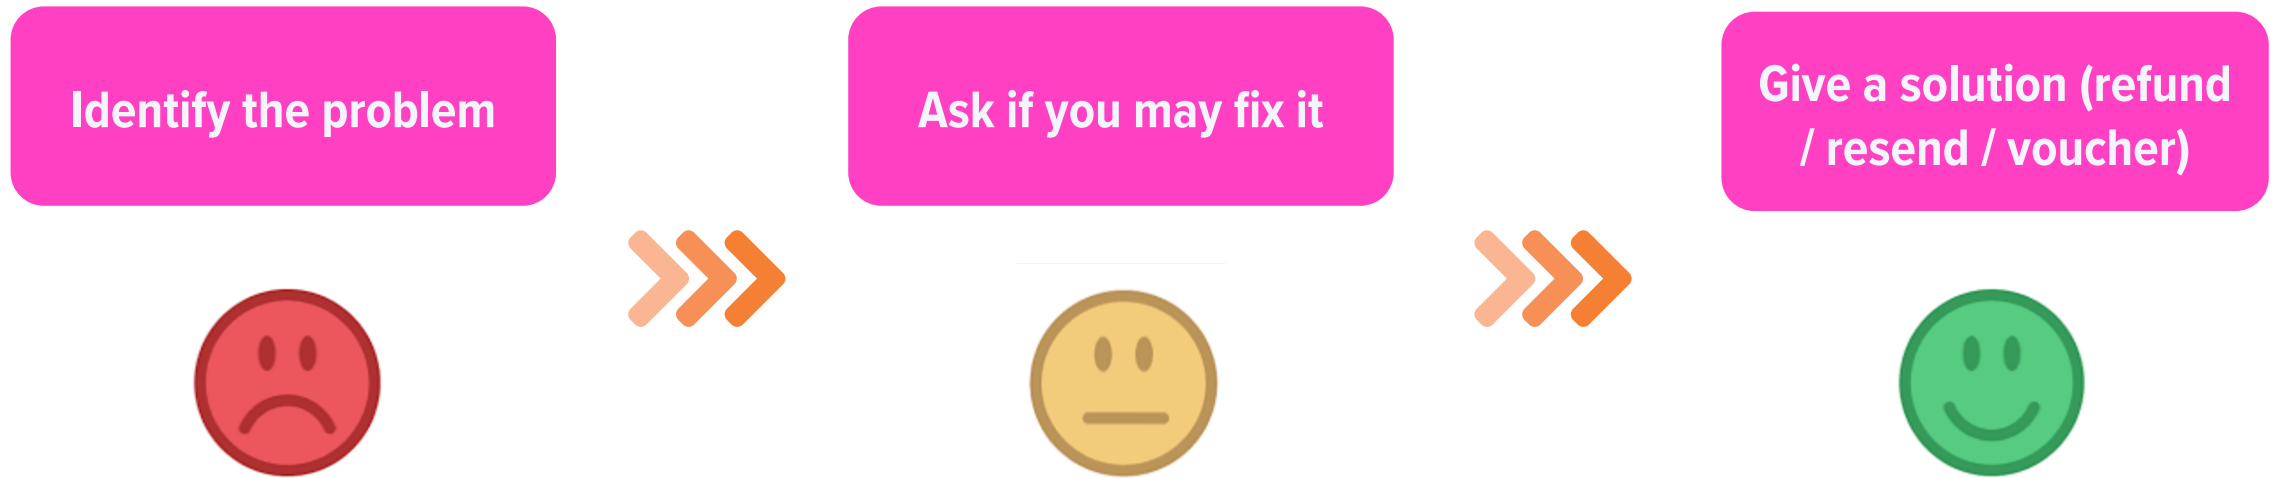 Identify the problem
Ask if you may fix it
Give a solution (refund
/ resend / voucher)